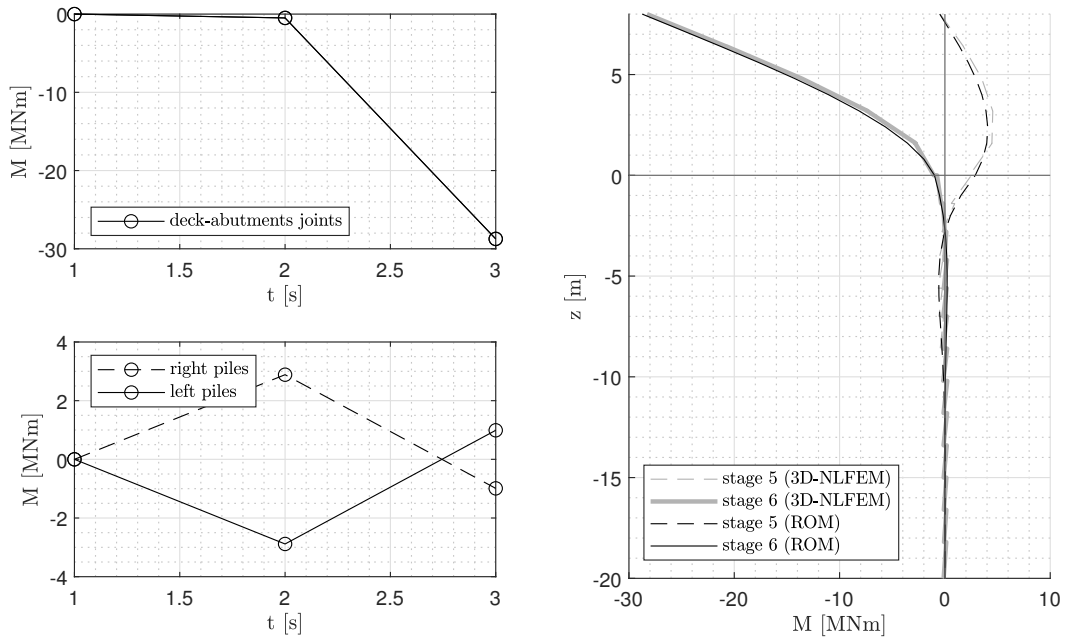 0
-10
-20
-30
M [MNm]
deck-abutments joints
1
1.5
2
2.5
3
t [s]
4
2
0
-2
-4
M [MNm]
right piles
left piles
1
1.5
2
2.5
3
t [s]
5
0
-5
-10
-15
-20
z [m]
stage 5 (3D-NLFEM)
stage 6 (3D-NLFEM)
stage 5 (ROM)
stage 6 (ROM)
-30
-20
-10
0
10
M [MNm]